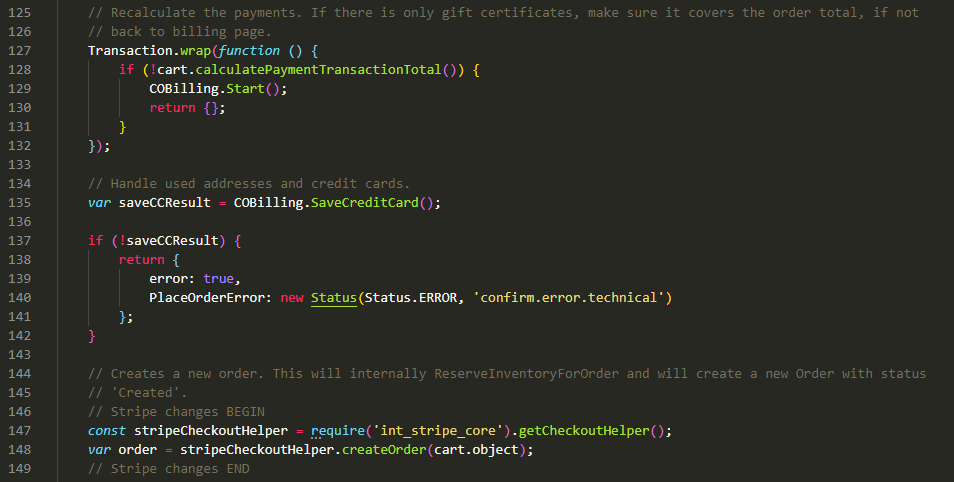 125 // Recalculate the payments. If there is only gift certificates, make sure it covers the order total, if not
126 // back to billing page.
127 Transaction.wrap(function () {
128 if (!cart.calculatePaymentTransactionTotal()) {
129 COBilling.Start();
130 return {};
131 }
132 });
133
134 // Handle used addresses and credit cards.
135 var saveCCResult = COBilling.SaveCreditCard();
136
137 if (!saveCCResult) {
138 return {
139 error: true,
140 PlaceOrderError: new Status(Status.ERROR, 'confirm.error.technical')
141 };
142 }
143
144 // Creates a new order. This will internally ReserveInventoryForOrder and will create a new Order with status
145 // 'Created'.
146 // Stripe changes BEGIN
147 const stripeCheckoutHelper = require('int_stripe_core').getCheckoutHelper();
148 var order = stripeCheckoutHelper.createOrder(cart.object);
149 // Stripe changes END